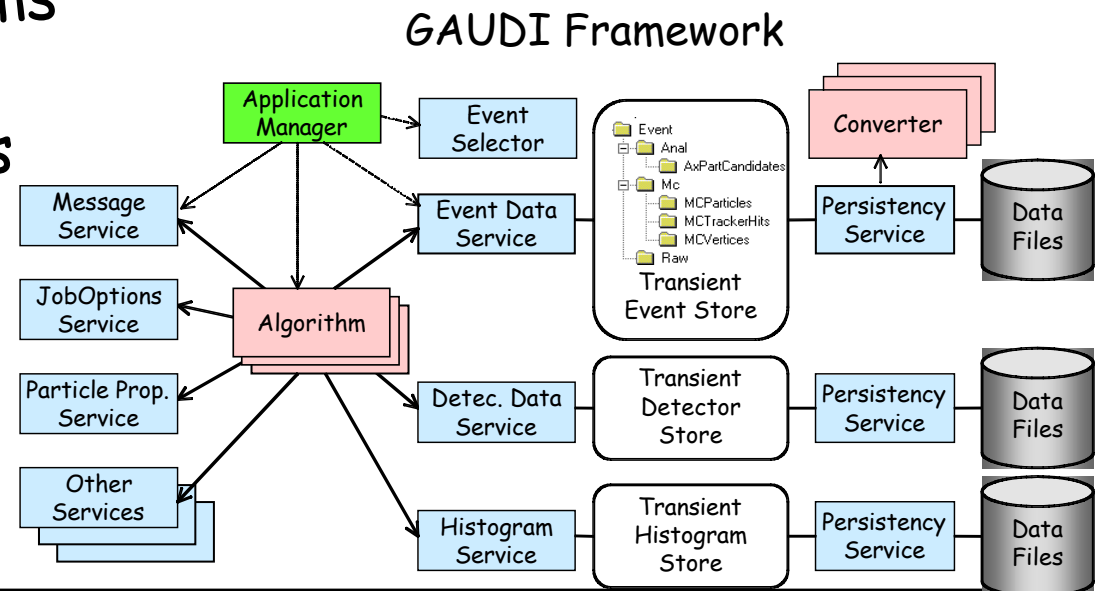 GAUDI Framework
Application
Manager
Event
Selector
Converter
Event
Anal
AxPartCandidates
Mc
MCParticles
MCTrackerHits
MCVertices
Raw
Transient
Event Store
Message
Service
Event Data
Service
Persistency
Service
Data
Files
JobOptions
Service
Algorithm
Particle Prop.
Service
Detec. Data
Service
Transient
Detector
Store
Persistency
Service
Data
Files
Other
Services
Histogram
Service
Transient
Histogram
Store
Persistency
Service
Data
Files